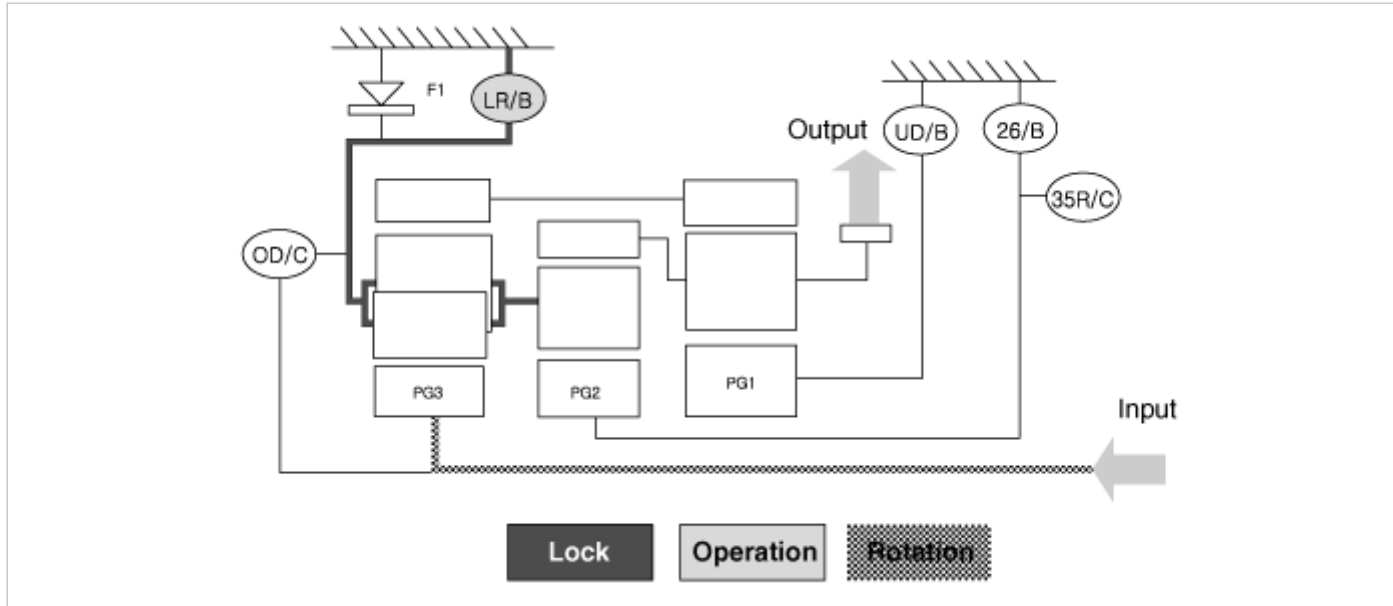 F1
LR/B
Output
UD/B
26/B
35R/C
OD/C
PG3
PG2
PG1
Input
Lock
Operation
Rotation